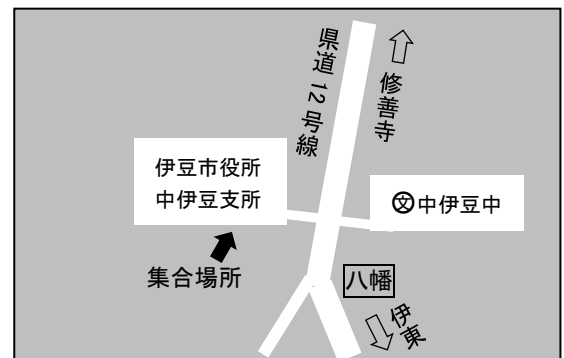 県道12号線
修善寺
伊豆市役所
中伊豆支所
文中伊豆中
集合場所
八幡
伊東